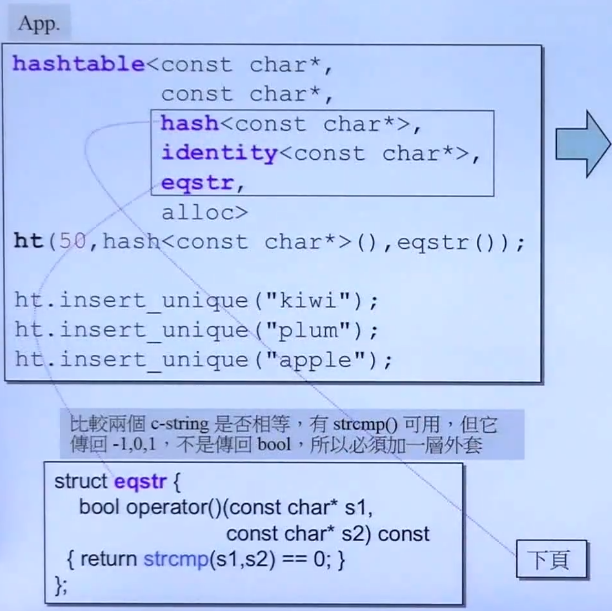 App.
hashtable<const char*,
const char*,
hash<const char*>,
identity<const char*>,
eqstr,
alloc>
ht(50,hash<const char*>(),eqstr());
ht.insert_unique("kiwi");
ht.insert_unique("plum");
ht.insert_unique("apple");
比較兩個 c-string 是否相等，有 strcmp() 可用，但它
傳回 -1,0,1，不是傳回 bool，所以必須加一層外套
struct eqstr {
bool operator()(const char* s1,
const char* s2) const
{ return strcmp(s1,s2) == 0; }
};
下頁